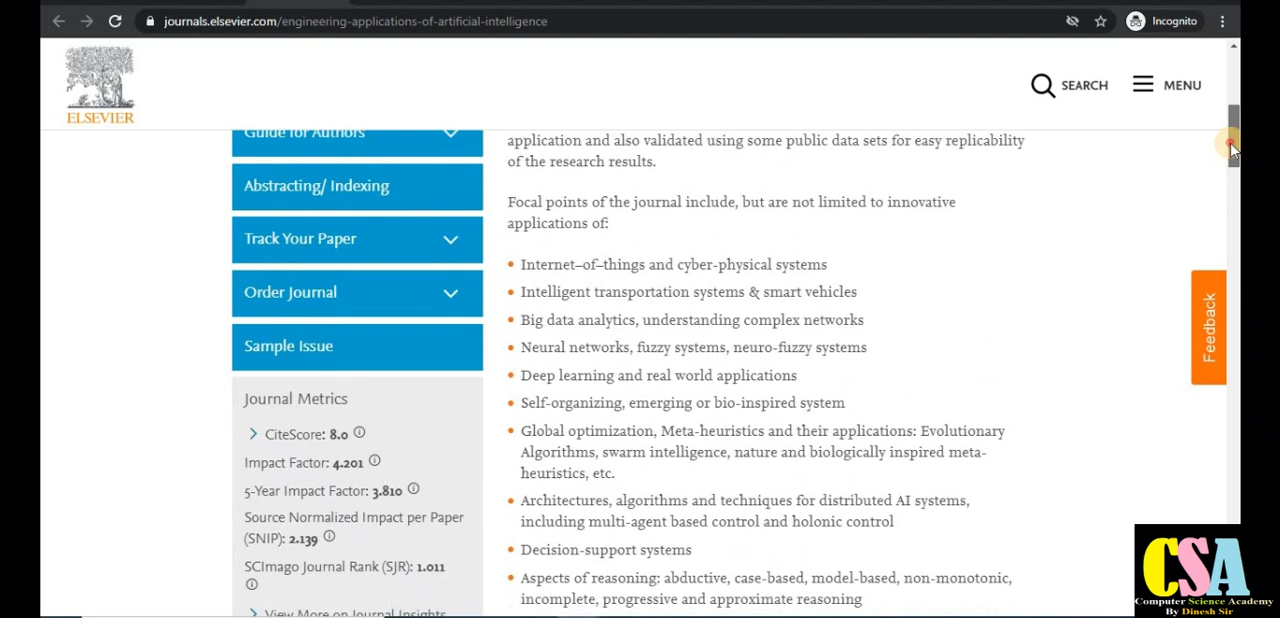 journals.elsevier.com/engineering-applications-of-artificial-intelligence
Incognito
ELSEVIER
SEARCH
MENU
Guide for Authors
Abstracting/ Indexing
Track Your Paper
Order Journal
Sample Issue
Journal Metrics
CiteScore: 8.0
Impact Factor: 4.201
5-Year Impact Factor: 3.810
Source Normalized Impact per Paper
(SNIP): 2.139
SCImago Journal Rank (SJR): 1.011
View More on Journal Insights
application and also validated using some public data sets for easy replicability
of the research results.
Focal points of the journal include, but are not limited to innovative
applications of:
• Internet–of–things and cyber-physical systems
• Intelligent transportation systems & smart vehicles
• Big data analytics, understanding complex networks
• Neural networks, fuzzy systems, neuro-fuzzy systems
• Deep learning and real world applications
• Self-organizing, emerging or bio-inspired system
• Global optimization, Meta-heuristics and their applications: Evolutionary
Algorithms, swarm intelligence, nature and biologically inspired meta-
heuristics, etc.
• Architectures, algorithms and techniques for distributed AI systems,
including multi-agent based control and holonic control
• Decision-support systems
• Aspects of reasoning: abductive, case-based, model-based, non-monotonic,
incomplete, progressive and approximate reasoning
Feedback
CSA
Computer Science Academy
By Dinesh Sir